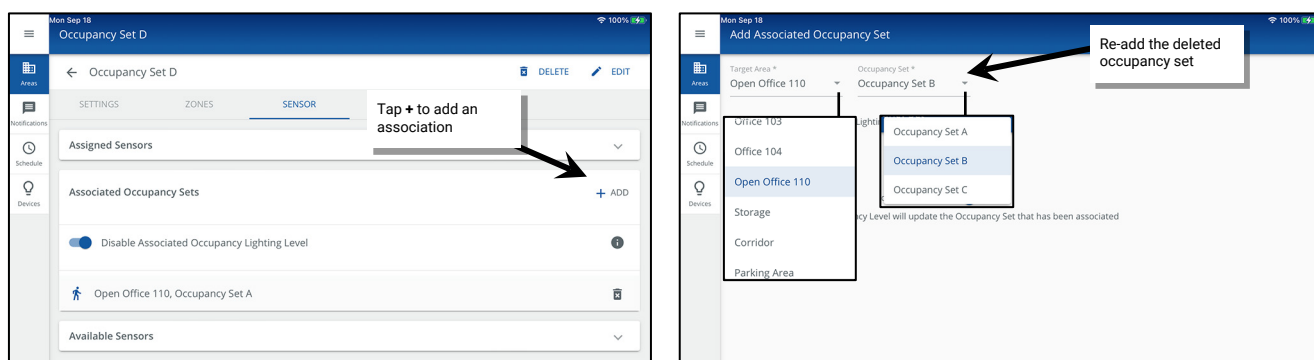 Mon Sep 18
100%
Occupancy Set D
Areas
Notifications
Schedule
Devices
Occupancy Set D
DELETE
EDIT
SETTINGS
ZONES
SENSOR
Tap + to add an
association
Assigned Sensors
Associated Occupancy Sets
+ ADD
Disable Associated Occupancy Lighting Level
Open Office 110, Occupancy Set A
Available Sensors
Mon Sep 18
100%
Add Associated Occupancy Set
Re-add the deleted
occupancy set
Areas
Notifications
Schedule
Devices
Target Area *
Occupancy Set *
Open Office 110
Occupancy Set B
Office 103
Office 104
Open Office 110
Storage
Corridor
Parking Area
Occupancy Set A
Occupancy Set B
Occupancy Set C
cy Level will update the Occupancy Set that has been associated